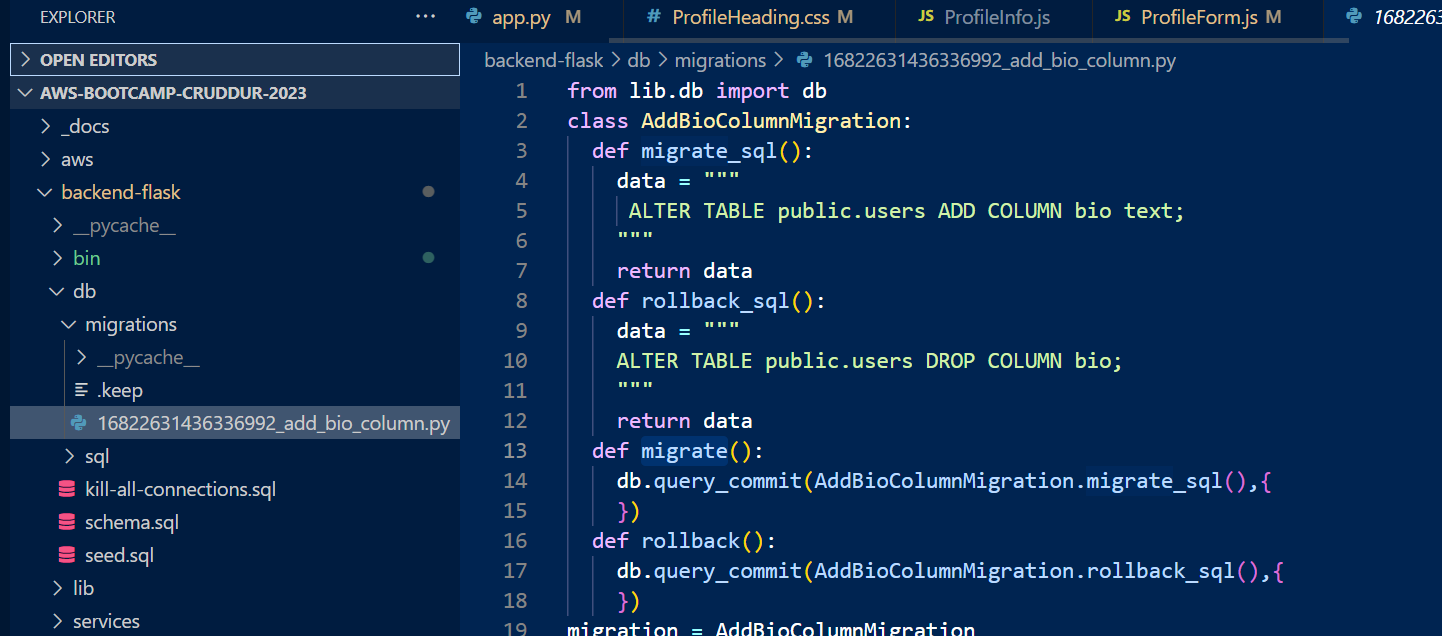 EXPLORER
...
OPEN EDITORS
AWS-BOOTCAMP-CRUDDUR-2023
_docs
aws
backend-flask
__pycache__
bin
db
migrations
__pycache__
.keep
16822631436336992_add_bio_column.py
sql
kill-all-connections.sql
schema.sql
seed.sql
lib
services
app.py M
# ProfileHeading.css M
JS ProfileInfo.js
JS ProfileForm.js M
1682263
backend-flask > db > migrations > 16822631436336992_add_bio_column.py
1 from lib.db import db
2 class AddBioColumnMigration:
3 def migrate_sql():
4 data = """
5 ALTER TABLE public.users ADD COLUMN bio text;
6 """
7 return data
8 def rollback_sql():
9 data = """
10 ALTER TABLE public.users DROP COLUMN bio;
11 """
12 return data
13 def migrate():
14 db.query_commit(AddBioColumnMigration.migrate_sql(),{
15 })
16 def rollback():
17 db.query_commit(AddBioColumnMigration.rollback_sql(),{
18 })
19 migration = AddBioColumnMigration